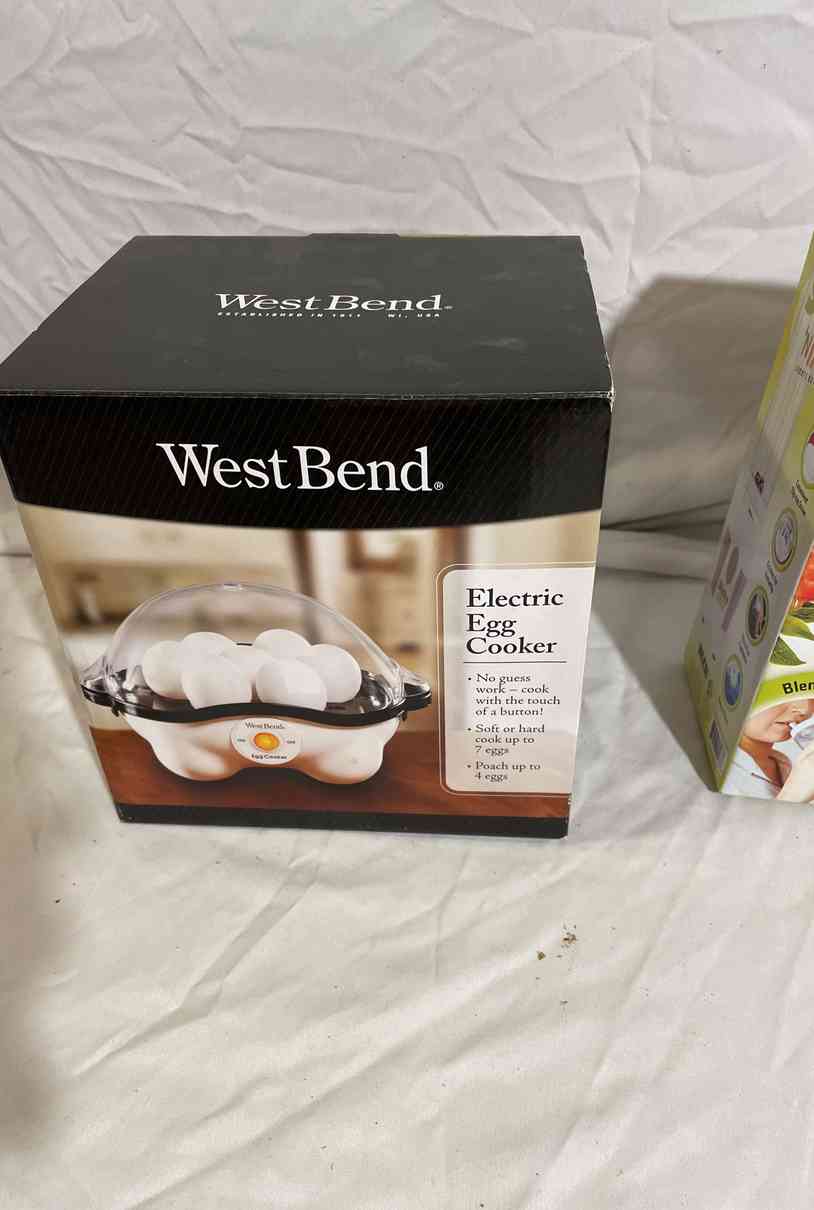 West Bend®
ESTABLISHED IN 1911 WI, USA
West Bend®
Electric
Egg
Cooker
• No guess
work – cook
with the touch
of a button!
• Soft or hard
cook up to
7 eggs
• Poach up to
4 eggs
West Bend®
ON OFF
Egg Cooker
Blen